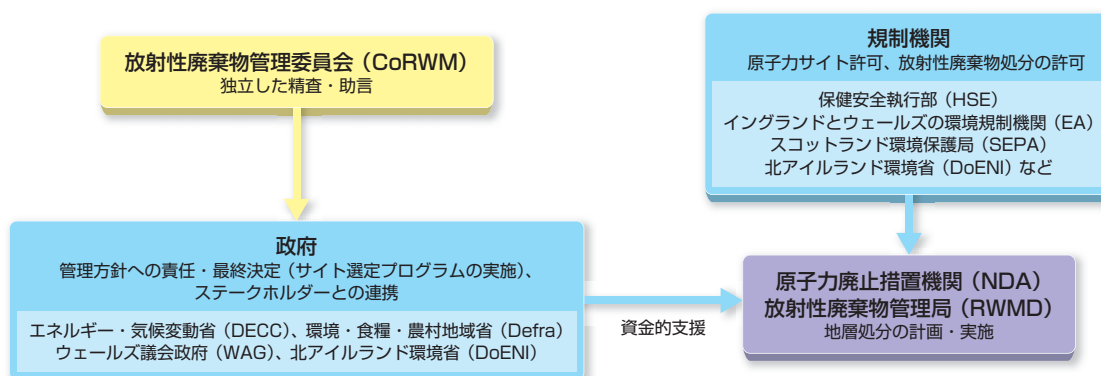 放射性廃棄物管理委員会（CoRWM）
独立した精査・助言
規制機関
原子力サイト許可、放射性廃棄物処分の許可
保健安全執行部（HSE）
イングランドとウェールズの環境規制機関（EA）
スコットランド環境保護局（SEPA）
北アイルランド環境省（DoENI）など
政府
管理方針への責任・最終決定（サイト選定プログラムの実施）、
ステークホルダーとの連携
エネルギー・気候変動省（DECC）、環境・食糧・農村地域省（Defra）
ウェールズ議会政府（WAG）、北アイルランド環境省（DoENI）
資金的支援
原子力廃止措置機関（NDA）
放射性廃棄物管理局（RWMD）
地層処分の計画・実施